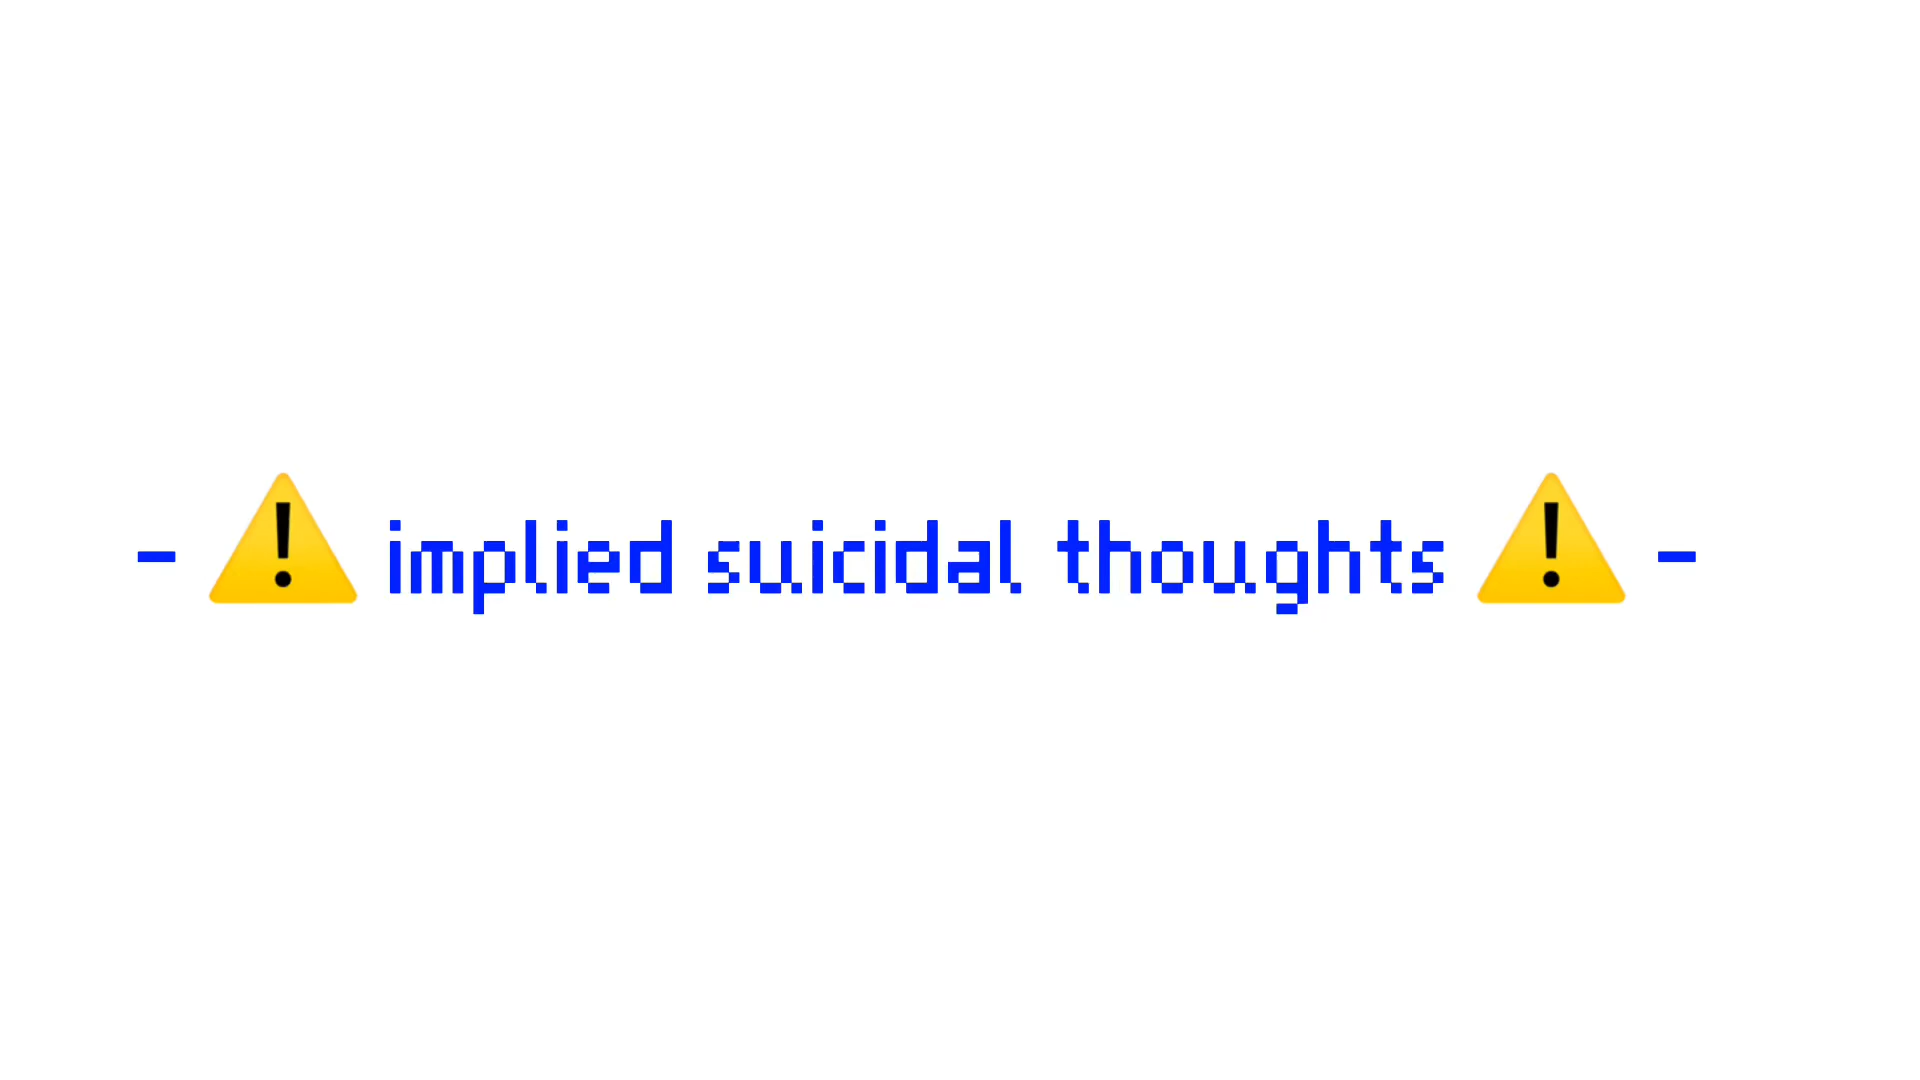 - ⚠️ implied suicidal thoughts ⚠️ -